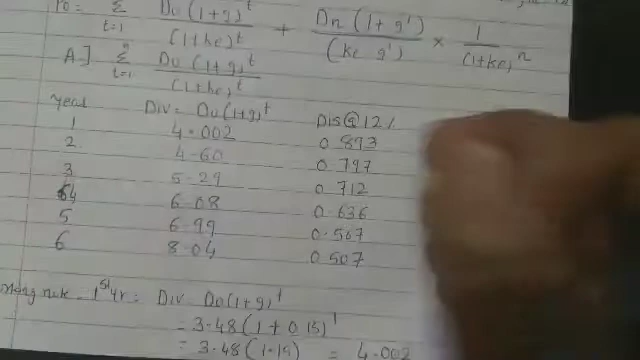 P0 = Σ t=1 D0(1+g)^t / (1+ke)^t + Dn(1+g') / (ke g') × 1 / (1+ke)^n
A] Σ t=1 D0(1+g)^t / (1+ke)^t
Year Div = D0(1+g)^t Dis@12%
1 4.002 0.893
2 4.60 0.797
3 5.29 0.712
4 6.08 0.636
5 6.99 0.567
6 8.04 0.507
1st Yr = Div D0(1+g)^1
= 3.48(1+0.15)^1
= 3.48(1.15) = 4.002